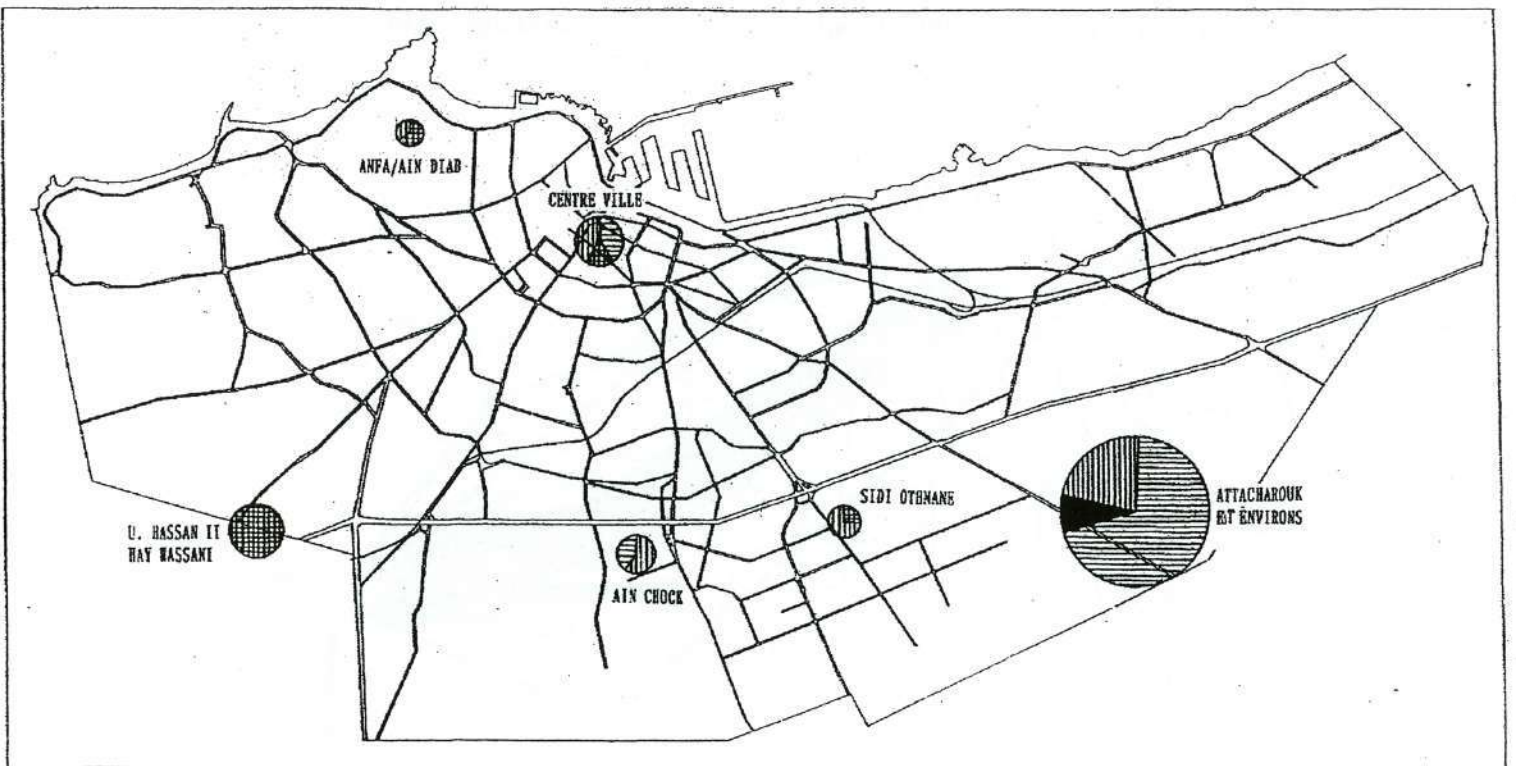 ANFA/AIN DIAB
CENTRE VILLE
U. HASSAN II
HAY HASSANI
AIN CHOCK
SIDI OTHMANE
ATTACHAROUK
ET ENVIRONS